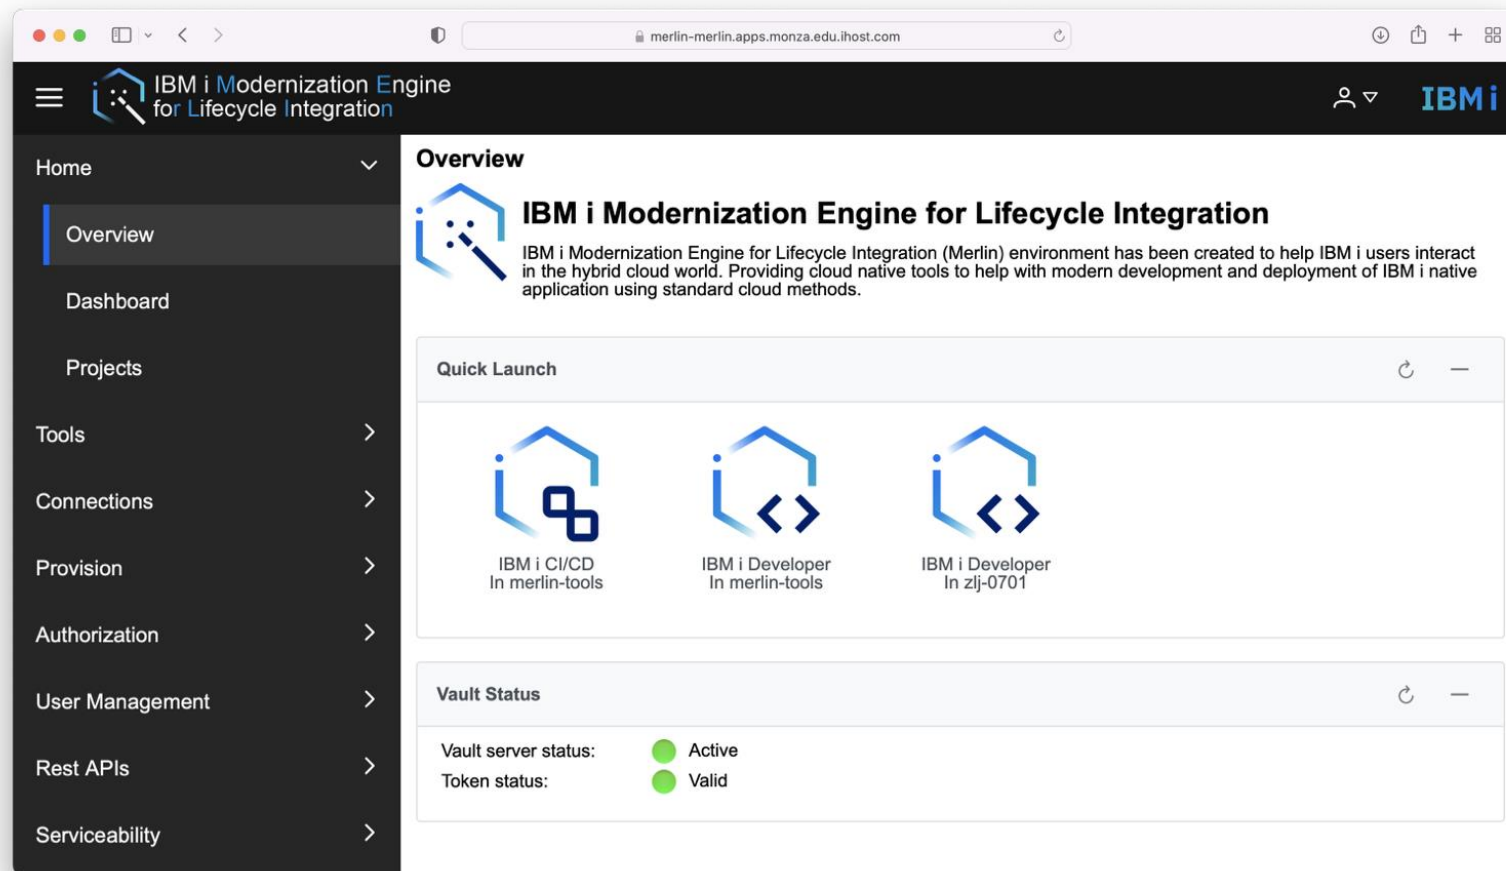 merlin-merlin.apps.monza.edu.ihost.com
IBM i Modernization Engine
for Lifecycle Integration
IBM i
Home
Overview
Dashboard
Projects
Tools
Connections
Provision
Authorization
User Management
Rest APIs
Serviceability
Overview
IBM i Modernization Engine for Lifecycle Integration
IBM i Modernization Engine for Lifecycle Integration (Merlin) environment has been created to help IBM i users interact
in the hybrid cloud world. Providing cloud native tools to help with modern development and deployment of IBM i native
application using standard cloud methods.
Quick Launch
IBM i CI/CD
In merlin-tools
IBM i Developer
In merlin-tools
IBM i Developer
In zlj-0701
Vault Status
Vault server status: Active
Token status: Valid